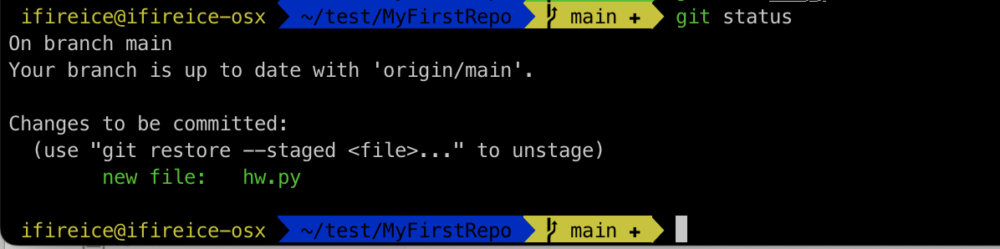 ifireice@ifireice-osx ~/test/MyFirstRepo main + git status
On branch main
Your branch is up to date with 'origin/main'.
Changes to be committed:
(use "git restore --staged <file>..." to unstage)
new file: hw.py
ifireice@ifireice-osx ~/test/MyFirstRepo main +